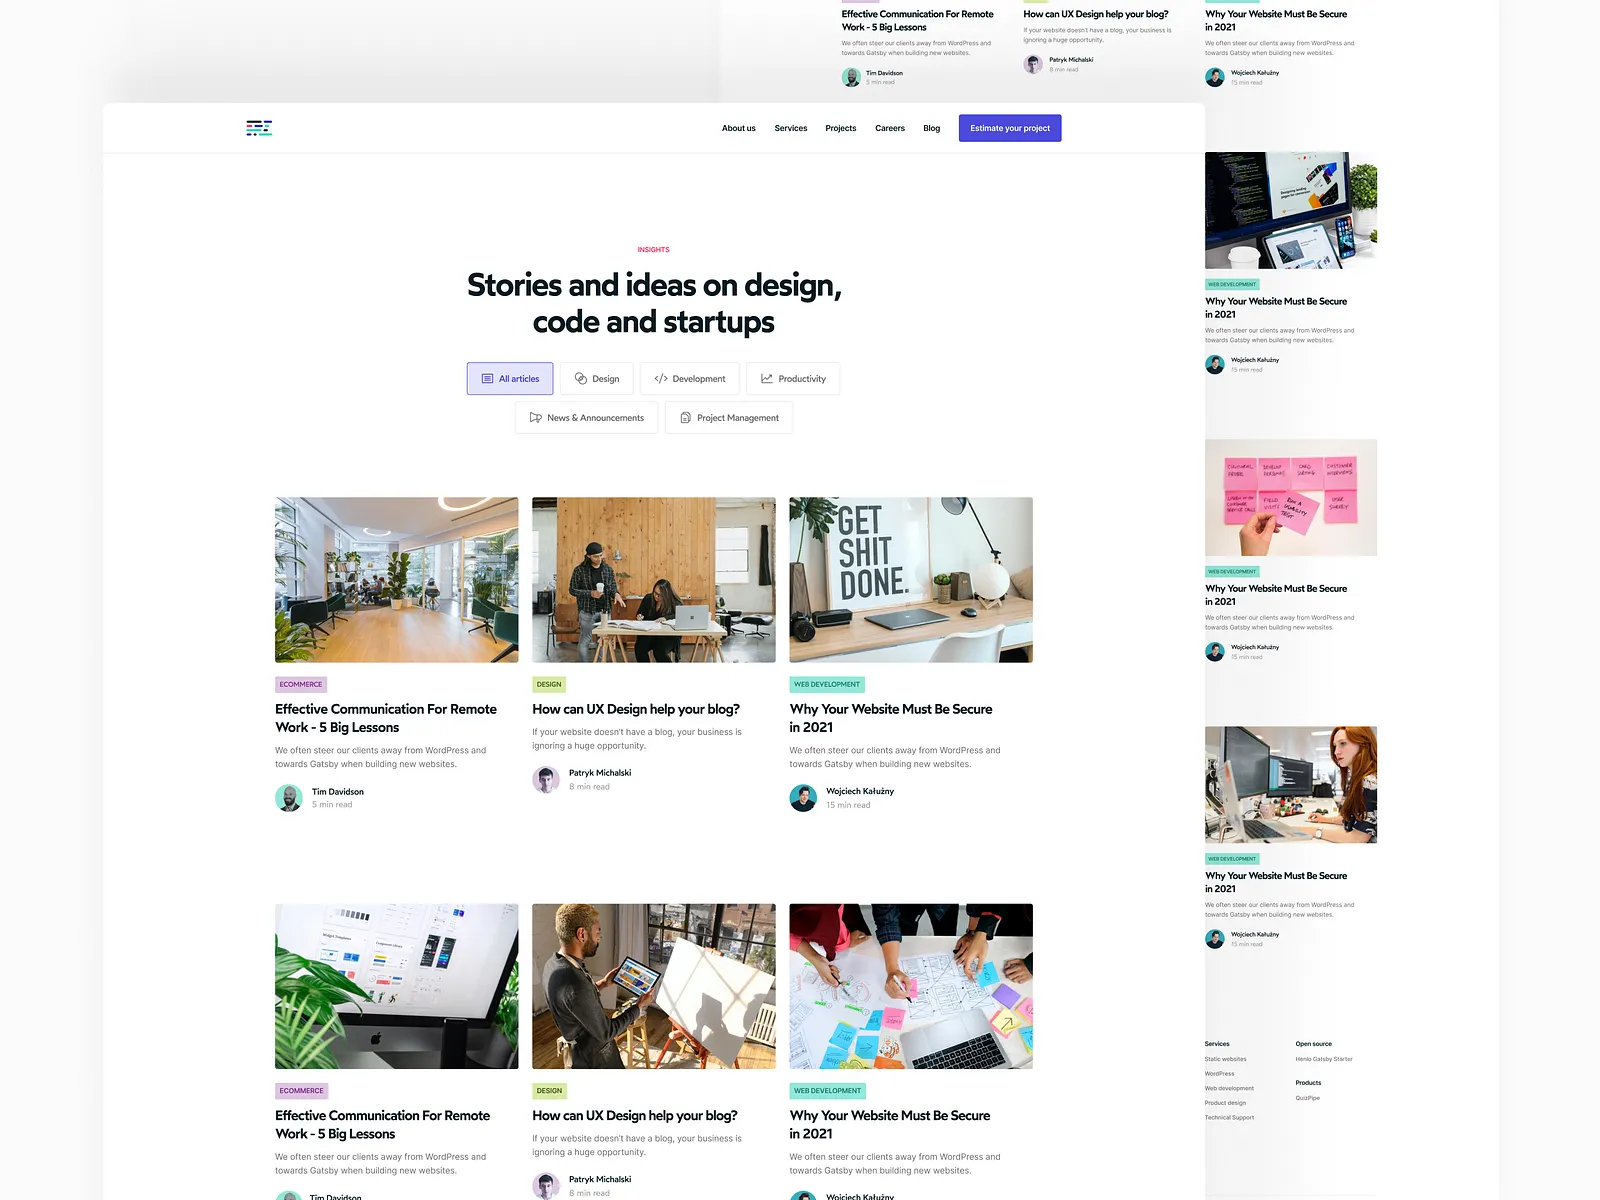 Effective Communication For Remote
Work - 5 Big Lessons
We often steer our clients away from WordPress and
towards Gatsby when building new websites.
Tim Davidson
5 min read
How can UX Design help your blog?
If your website doesn't have a blog, your business is
ignoring a huge opportunity.
Patryk Michalski
8 min read
Why Your Website Must Be Secure
in 2021
We often steer our clients away from WordPress and
towards Gatsby when building new websites.
Wojciech Kałużny
15 min read
About us
Services
Projects
Careers
Blog
Estimate your project
INSIGHTS
Stories and ideas on design,
code and startups
All articles
Design
Development
Productivity
News & Announcements
Project Management
GET
SHIT
DONE.
ECOMMERCE
Effective Communication For Remote
Work - 5 Big Lessons
We often steer our clients away from WordPress and
towards Gatsby when building new websites.
Tim Davidson
5 min read
DESIGN
How can UX Design help your blog?
If your website doesn't have a blog, your business is
ignoring a huge opportunity.
Patryk Michalski
8 min read
WEB DEVELOPMENT
Why Your Website Must Be Secure
in 2021
We often steer our clients away from WordPress and
towards Gatsby when building new websites.
Wojciech Kałużny
15 min read
ECOMMERCE
Effective Communication For Remote
Work - 5 Big Lessons
We often steer our clients away from WordPress and
towards Gatsby when building new websites.
Tim Davidson
DESIGN
How can UX Design help your blog?
If your website doesn't have a blog, your business is
ignoring a huge opportunity.
Patryk Michalski
8 min read
WEB DEVELOPMENT
Why Your Website Must Be Secure
in 2021
We often steer our clients away from WordPress and
towards Gatsby when building new websites.
Wojciech Kałużny
WEB DEVELOPMENT
Why Your Website Must Be Secure
in 2021
We often steer our clients away from WordPress and
towards Gatsby when building new websites.
Wojciech Kałużny
15 min read
WEB DEVELOPMENT
Why Your Website Must Be Secure
in 2021
We often steer our clients away from WordPress and
towards Gatsby when building new websites.
Wojciech Kałużny
15 min read
WEB DEVELOPMENT
Why Your Website Must Be Secure
in 2021
We often steer our clients away from WordPress and
towards Gatsby when building new websites.
Wojciech Kałużny
15 min read
Services
Static websites
WordPress
Web development
Product design
Technical Support
Open source
Henlo Gatsby Starter
Products
QuizPipe